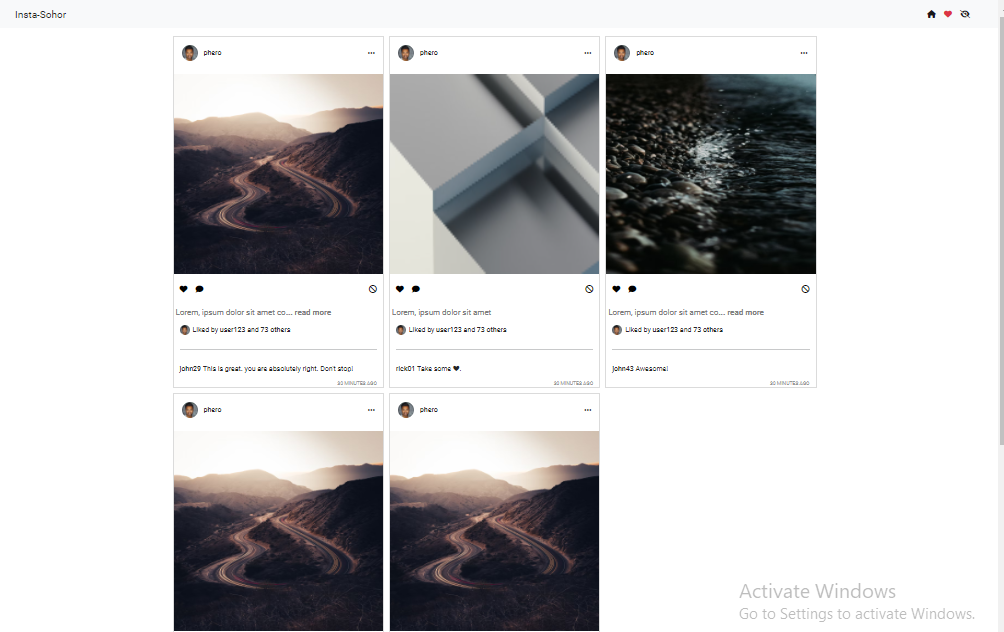 Insta-Sohor
phero
phero
phero
Lorem, ipsum dolor sit amet co... read more
Liked by user123 and 73 others
john29 This is great, you are absolutely right. Don't stop!
30 MINUTES AGO
Lorem, ipsum dolor sit amet
Liked by user123 and 73 others
rick01 Take some ❤.
30 MINUTES AGO
Lorem, ipsum dolor sit amet co... read more
Liked by user123 and 73 others
john43 Awesome!
30 MINUTES AGO
phero
phero
Activate Windows
Go to Settings to activate Windows.